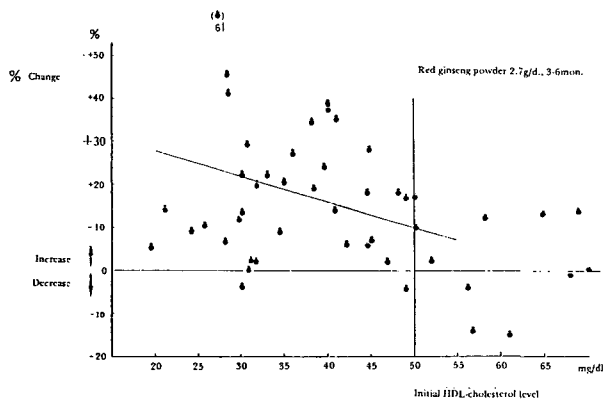 61
%
+50
% Change
Red ginseng powder 2.7g/d., 3-6mon.
+40
+30
+20
-10
Increase
0
Decrease
-10
+20
20 25 30 35 40 45 50 55 60 65 mg/dl
Initial HDL-cholesterol level